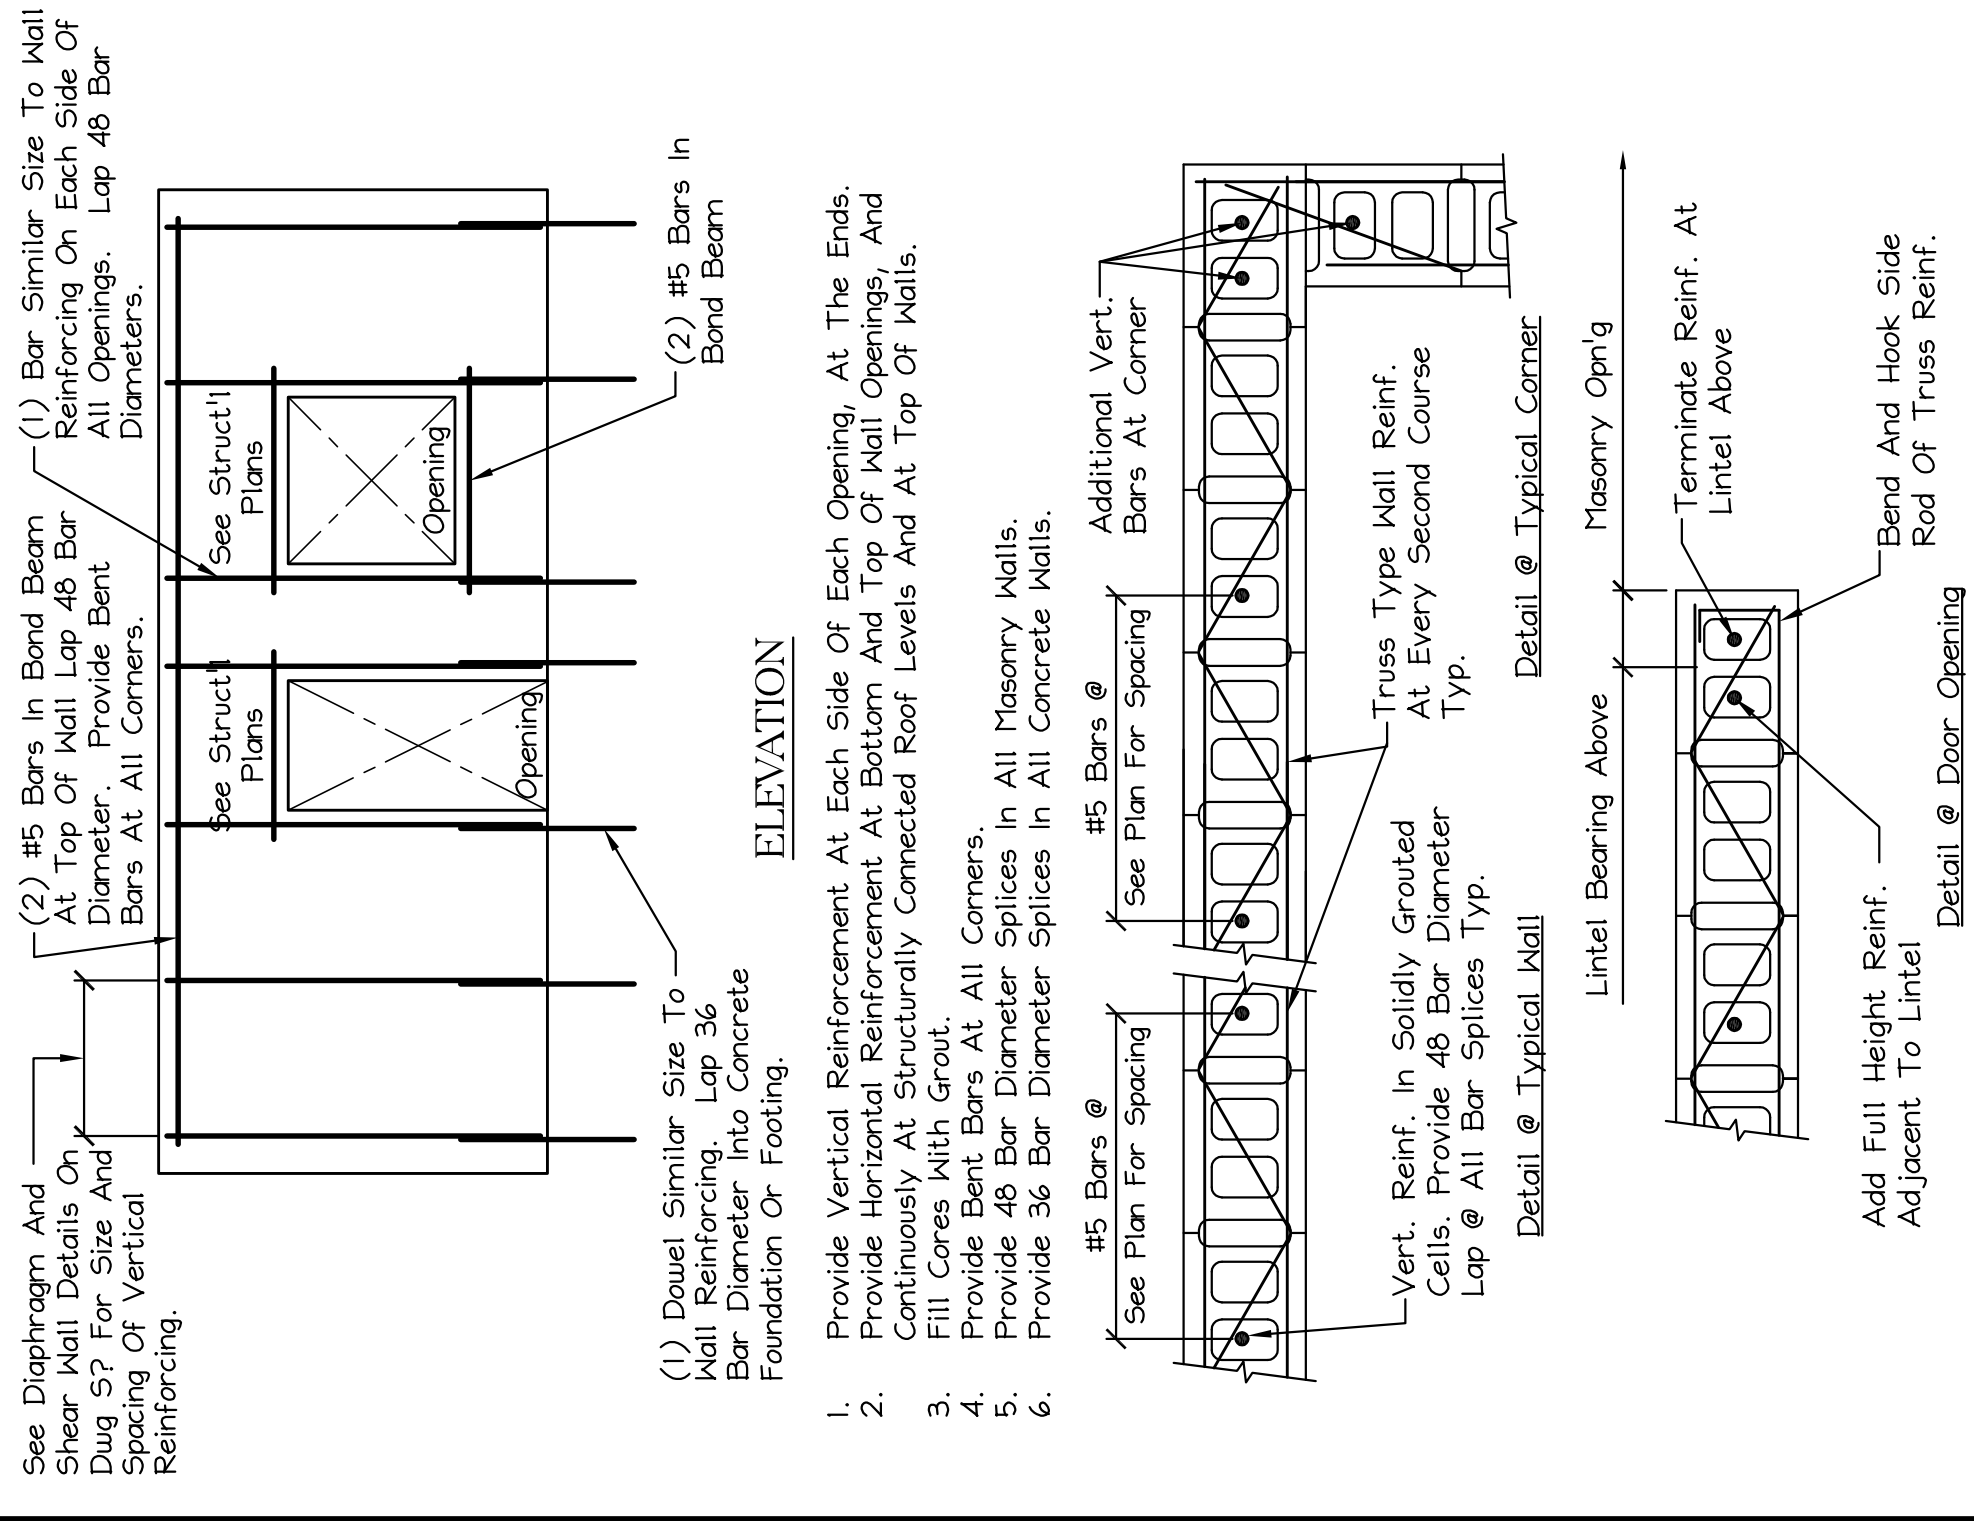 See Diaphragm And
Shear Wall Details On
Dwg S? For Size And
Spacing Of Vertical
Reinforcing.
(2) #5 Bars In Bond Beam
At Top Of Wall Lap 48 Bar
Diameter. Provide Bent
Bars At All Corners.
(1) Bar Similar Size To Wall
Reinforcing On Each Side Of
All Openings. Lap 48 Bar
Diameters.
See Struct'l
Plans
Opening
See Struct'l
Plans
Opening
(1) Dowel Similar Size To
Wall Reinforcing. Lap 36
Bar Diameter Into Concrete
Foundation Or Footing.
(2) #5 Bars In
Bond Beam
ELEVATION
1. Provide Vertical Reinforcement At Each Side Of Each Opening, At The Ends.
2. Provide Horizontal Reinforcement At Bottom And Top Of Wall Openings, And
Continuously At Structurally Connected Roof Levels And At Top Of Walls.
3. Fill Cores With Grout.
4. Provide Bent Bars At All Corners.
5. Provide 48 Bar Diameter Splices In All Masonry Walls.
6. Provide 36 Bar Diameter Splices In All Concrete Walls.
#5 Bars @
See Plan For Spacing
#5 Bars @
See Plan For Spacing
Additional Vert.
Bars At Corner
Vert. Reinf. In Solidly Grouted
Cells. Provide 48 Bar Diameter
Lap @ All Bar Splices Typ.
Truss Type Wall Reinf.
At Every Second Course
Typ.
Detail @ Typical Wall
Detail @ Typical Corner
Lintel Bearing Above
Masonry Opn'g
Terminate Reinf. At
Lintel Above
Add Full Height Reinf.
Adjacent To Lintel
Bend And Hook Side
Rod Of Truss Reinf.
Detail @ Door Opening